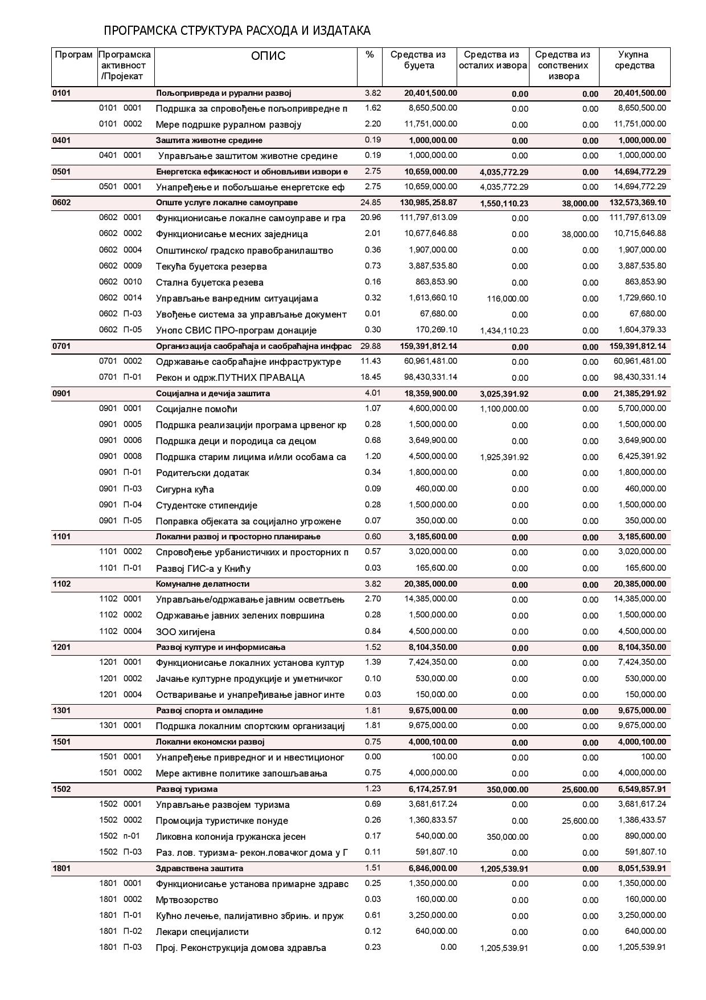 ПРОГРАМСКА СТРУКТУРА РАСХОДА И ИЗДАТАКА
Програм Програмска активност /Пројекат ОПИС % Средства из буџета Средства из осталих извора Средства из сопствених извора Укупна средства
0101 Пољопривреда и рурални развој 3.82 20,401,500.00 0.00 0.00 20,401,500.00
0101 0001 Подршка за спровођење пољопривредне п 1.62 8,650,500.00 0.00 0.00 8,650,500.00
0101 0002 Мере подршке руралном развоју 2.20 11,751,000.00 0.00 0.00 11,751,000.00
0401 Заштита животне средине 0.19 1,000,000.00 0.00 0.00 1,000,000.00
0401 0001 Управљање заштитом животне средине 0.19 1,000,000.00 0.00 0.00 1,000,000.00
0501 Енергетска ефикасност и обновљиви извори е 2.75 10,659,000.00 4,035,772.29 0.00 14,694,772.29
0501 0001 Унапређење и побољшање енергетске еф 2.75 10,659,000.00 4,035,772.29 0.00 14,694,772.29
0602 Опште услуге локалне самоуправе 24.85 130,985,258.87 1,550,110.23 38,000.00 132,573,369.10
0602 0001 Функционисање локалне самоуправе и гра 20.96 111,797,613.09 0.00 0.00 111,797,613.09
0602 0002 Функционисање месних заједница 2.01 10,677,646.88 0.00 38,000.00 10,715,646.88
0602 0004 Општинско/ градско правобранилаштво 0.36 1,907,000.00 0.00 0.00 1,907,000.00
0602 0009 Текућа буџетска резерва 0.73 3,887,535.80 0.00 0.00 3,887,535.80
0602 0010 Стална буџетска резева 0.16 863,853.90 0.00 0.00 863,853.90
0602 0014 Управљање ванредним ситуацијама 0.32 1,613,660.10 116,000.00 0.00 1,729,660.10
0602 П-03 Увођење система за управљање документ 0.01 67,680.00 0.00 0.00 67,680.00
0602 П-05 Унопс СВИС ПРО-програм донације 0.30 170,269.10 1,434,110.23 0.00 1,604,379.33
0701 Организација саобраћаја и саобраћајна инфрас 29.88 159,391,812.14 0.00 0.00 159,391,812.14
0701 0002 Одржавање саобраћајне инфраструктуре 11.43 60,961,481.00 0.00 0.00 60,961,481.00
0701 П-01 Рекон и одрж.ПУТНИХ ПРАВАЦА 18.45 98,430,331.14 0.00 0.00 98,430,331.14
0901 Социјална и дечија заштита 4.01 18,359,900.00 3,025,391.92 0.00 21,385,291.92
0901 0001 Социјалне помоћи 1.07 4,600,000.00 1,100,000.00 0.00 5,700,000.00
0901 0005 Подршка реализацији програма црвеног кр 0.28 1,500,000.00 0.00 0.00 1,500,000.00
0901 0006 Подршка деци и породица са децом 0.68 3,649,900.00 0.00 0.00 3,649,900.00
0901 0008 Подршка старим лицима и/или особама са 1.20 4,500,000.00 1,925,391.92 0.00 6,425,391.92
0901 П-01 Родитељски додатак 0.34 1,800,000.00 0.00 0.00 1,800,000.00
0901 П-03 Сигурна кућа 0.09 460,000.00 0.00 0.00 460,000.00
0901 П-04 Студентске стипендије 0.28 1,500,000.00 0.00 0.00 1,500,000.00
0901 П-05 Поправка објеката за социјално угрожене 0.07 350,000.00 0.00 0.00 350,000.00
1101 Локални развој и просторно планирање 0.60 3,185,600.00 0.00 0.00 3,185,600.00
1101 0002 Спровођење урбанистичких и просторних п 0.57 3,020,000.00 0.00 0.00 3,020,000.00
1101 П-01 Развој ГИС-а у Книћу 0.03 165,600.00 0.00 0.00 165,600.00
1102 Комуналне делатности 3.82 20,385,000.00 0.00 0.00 20,385,000.00
1102 0001 Управљање/одржавање јавним осветљењ 2.70 14,385,000.00 0.00 0.00 14,385,000.00
1102 0002 Одржавање јавних зелених површина 0.28 1,500,000.00 0.00 0.00 1,500,000.00
1102 0004 ЗОО хигијена 0.84 4,500,000.00 0.00 0.00 4,500,000.00
1201 Развој културе и информисања 1.52 8,104,350.00 0.00 0.00 8,104,350.00
1201 0001 Функционисање локалних установа култур 1.39 7,424,350.00 0.00 0.00 7,424,350.00
1201 0002 Јачање културне продукције и уметничког 0.10 530,000.00 0.00 0.00 530,000.00
1201 0004 Остваривање и унапређивање јавног инте 0.03 150,000.00 0.00 0.00 150,000.00
1301 Развој спорта и омладине 1.81 9,675,000.00 0.00 0.00 9,675,000.00
1301 0001 Подршка локалним спортским организациј 1.81 9,675,000.00 0.00 0.00 9,675,000.00
1501 Локални економски развој 0.75 4,000,100.00 0.00 0.00 4,000,100.00
1501 0001 Унапређење привредног и и нвестиционог 0.00 100.00 0.00 0.00 100.00
1501 0002 Мере активне политике запошљавања 0.75 4,000,000.00 0.00 0.00 4,000,000.00
1502 Развој туризма 1.23 6,174,257.91 350,000.00 25,600.00 6,549,857.91
1502 0001 Управљање развојем туризма 0.69 3,681,617.24 0.00 0.00 3,681,617.24
1502 0002 Промоција туристичке понуде 0.26 1,360,833.57 0.00 25,600.00 1,386,433.57
1502 п-01 Ликовна колонија гружанска јесен 0.17 540,000.00 350,000.00 0.00 890,000.00
1502 П-03 Раз. лов. туризма- рекон.ловачког дома у Г 0.11 591,807.10 0.00 0.00 591,807.10
1801 Здравствена заштита 1.51 6,846,000.00 1,205,539.91 0.00 8,051,539.91
1801 0001 Функционисање установа примарне здравс 0.25 1,350,000.00 0.00 0.00 1,350,000.00
1801 0002 Мртвозорство 0.03 160,000.00 0.00 0.00 160,000.00
1801 П-01 Кућно лечење, палијативно збрињ. и пруж 0.61 3,250,000.00 0.00 0.00 3,250,000.00
1801 П-02 Лекари специјалисти 0.12 640,000.00 0.00 0.00 640,000.00
1801 П-03 Прој. Реконструкција домова здравља 0.23 0.00 1,205,539.91 0.00 1,205,539.91